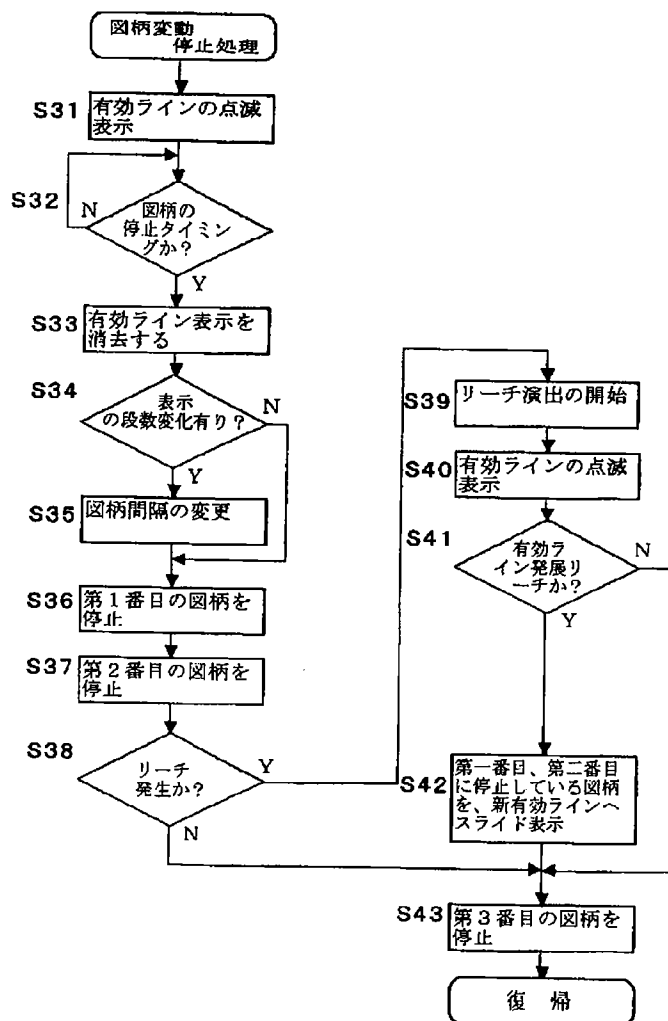 図柄変動
停止処理
S31
有効ラインの点滅
表示
S32
N
図柄の
停止タイミン
グか?
Y
S33
有効ライン表示を
消去する
S34
表示
の段数変化有り?
N
Y
S35
図柄間隔の変更
S36
第1番目の図柄を
停止
S37
第2番目の図柄を
停止
S38
リーチ
発生か?
Y
N
S39
リーチ演出の開始
S40
有効ラインの点滅
表示
S41
有効ラ
イン発展リ
ーチか?
N
Y
S42
第一番目、第二番目
に停止している図柄
を、新有効ラインへ
スライド表示
S43
第3番目の図柄を
停止
復 帰